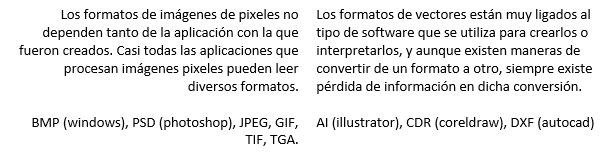 Los formatos de imágenes de pixeles no
dependen tanto de la aplicación con la que
fueron creados. Casi todas las aplicaciones que
procesan imágenes pixeles pueden leer
diversos formatos.
BMP (windows), PSD (photoshop), JPEG, GIF,
TIF, TGA.
Los formatos de vectores están muy ligados al
tipo de software que se utiliza para crearlos o
interpretarlos, y aunque existen maneras de
convertir de un formato a otro, siempre existe
pérdida de información en dicha conversión.
AI (illustrator), CDR (coreldraw), DXF (autocad)